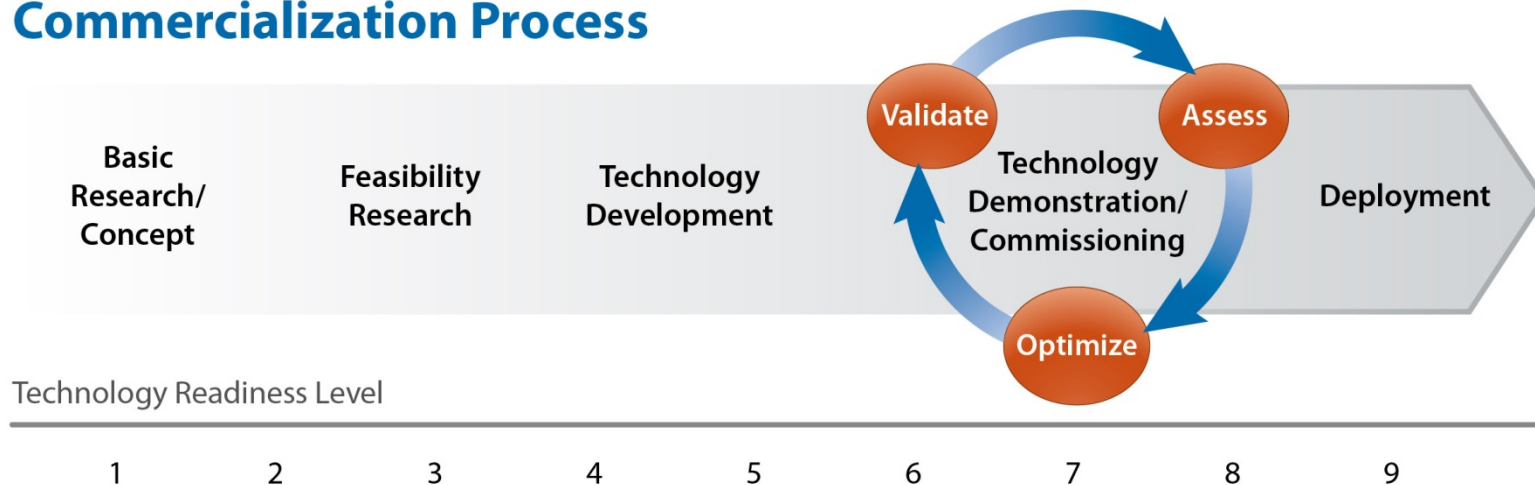 Commercialization Process
Basic
Research/
Concept
Feasibility
Research
Technology
Development
Validate
Assess
Technology
Demonstration/
Commissioning
Optimize
Deployment
Technology Readiness Level
1 2 3 4 5 6 7 8 9